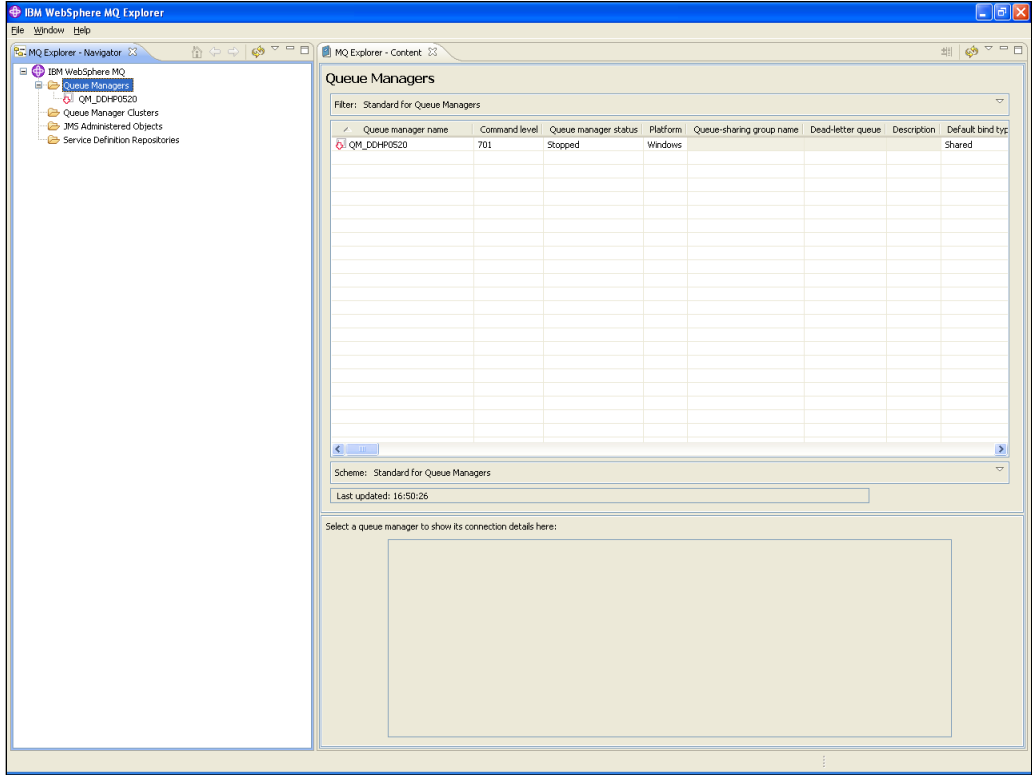 IBM WebSphere MQ Explorer
File Window Help
MQ Explorer - Navigator
MQ Explorer - Content
IBM WebSphere MQ
Queue Managers
QM_DDHP0520
Queue Manager Clusters
JMS Administered Objects
Service Definition Repositories
Queue Managers
Filter: Standard for Queue Managers
Queue manager name Command level Queue manager status Platform Queue-sharing group name Dead-letter queue Description Default bind typ
QM_DDHP0520 701 Stopped Windows Shared
Scheme: Standard for Queue Managers
Last updated: 16:50:26
Select a queue manager to show its connection details here: